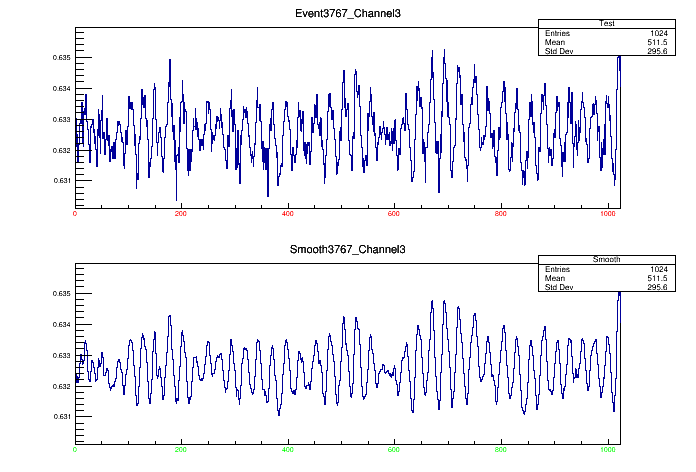 Event3767_Channel3
Test
Entries 1024
Mean 511.5
Std Dev 295.6
0.635
0.634
0.633
0.632
0.631
0 200 400 600 800 1000
Smooth3767_Channel3
Smooth
Entries 1024
Mean 511.5
Std Dev 295.6
0.635
0.634
0.633
0.632
0.631
0 200 400 600 800 1000